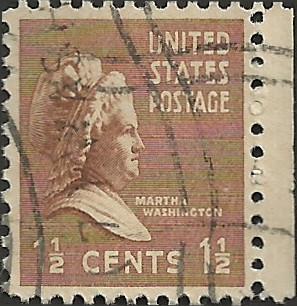 UNITED
STATES
POSTAGE
MARTHA
WASHINGTON
1½ CENTS 1½